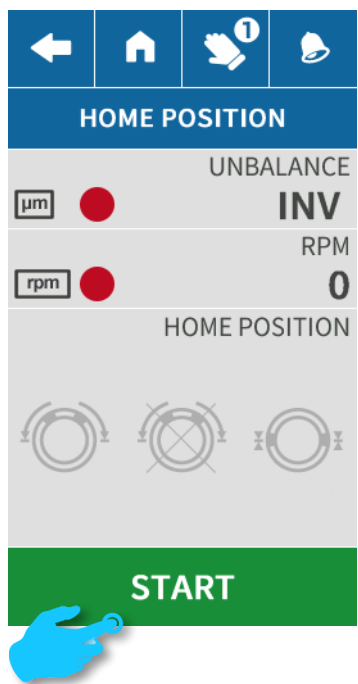 1
HOME POSITION
UNBALANCE
µm
INV
RPM
rpm
0
HOME POSITION
START